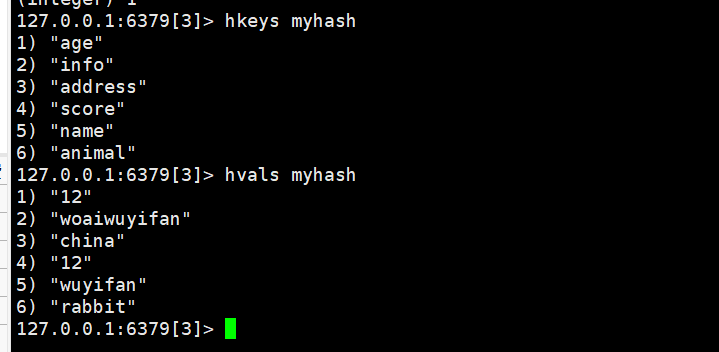 (integer) 1
127.0.0.1:6379[3]> hkeys myhash
1) "age"
2) "info"
3) "address"
4) "score"
5) "name"
6) "animal"
127.0.0.1:6379[3]> hvals myhash
1) "12"
2) "woaiwuyifan"
3) "china"
4) "12"
5) "wuyifan"
6) "rabbit"
127.0.0.1:6379[3]>